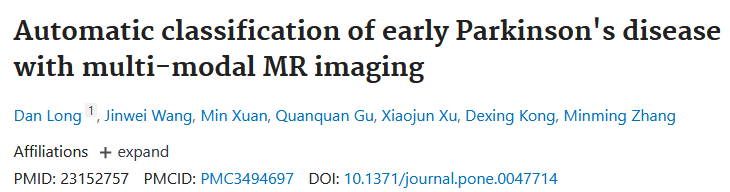 Automatic classification of early Parkinson's disease
with multi-modal MR imaging
Dan Long 1, Jinwei Wang, Min Xuan, Quanquan Gu, Xiaojun Xu, Dexing Kong, Minming Zhang
Affiliations + expand
PMID: 23152757 PMCID: PMC3494697 DOI: 10.1371/journal.pone.0047714